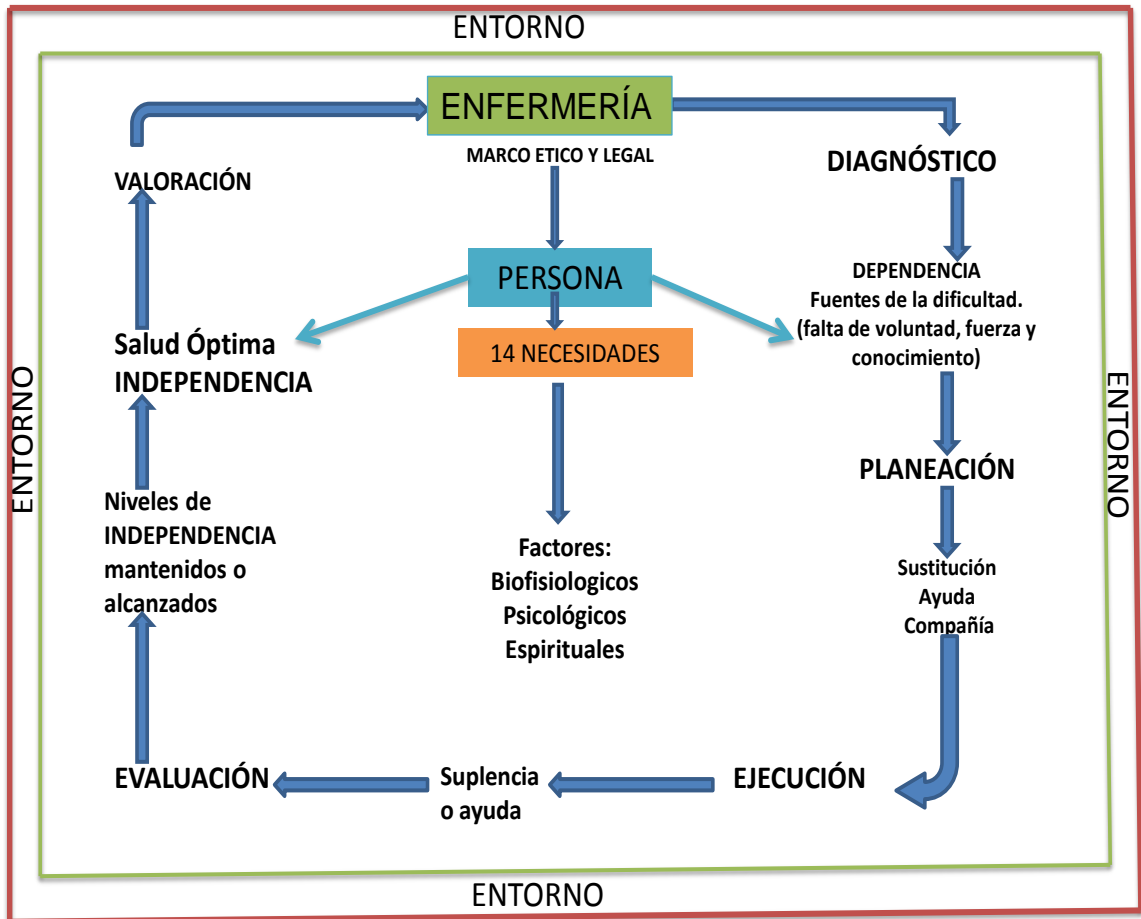 ENTORNO
ENFERMERÍA
MARCO ETICO Y LEGAL
DIAGNÓSTICO
VALORACIÓN
PERSONA
DEPENDENCIA
Fuentes de la dificultad.
(falta de voluntad, fuerza y
conocimiento)
Salud Óptima
INDEPENDENCIA
14 NECESIDADES
ENTORNO
ENTORNO
PLANEACIÓN
Niveles de
INDEPENDENCIA
mantenidos o
alcanzados
Factores:
Biofisiologicos
Psicológicos
Espirituales
Sustitución
Ayuda
Compañía
EVALUACIÓN
Suplencia
o ayuda
EJECUCIÓN
ENTORNO